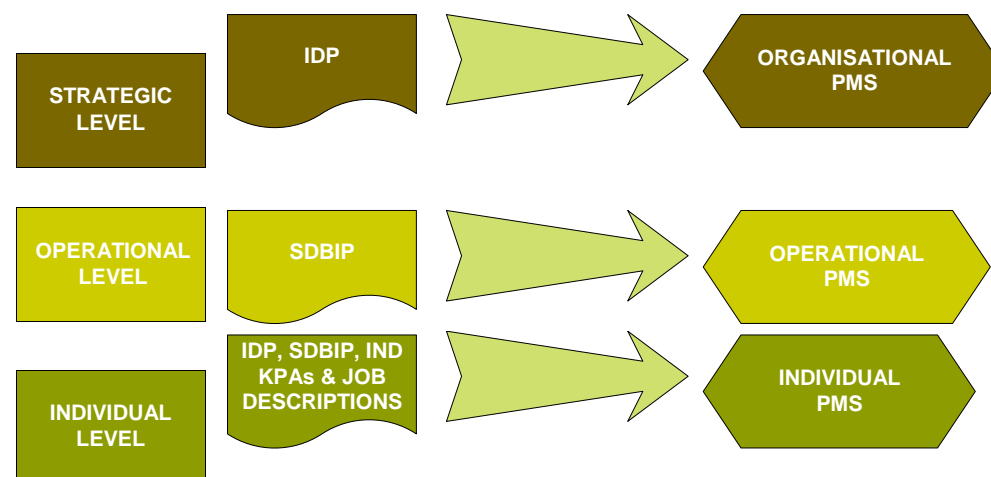 STRATEGIC
LEVEL
IDP
ORGANISATIONAL
PMS
OPERATIONAL
LEVEL
SDBIP
OPERATIONAL
PMS
INDIVIDUAL
LEVEL
IDP, SDBIP, IND
KPAs & JOB
DESCRIPTIONS
INDIVIDUAL
PMS